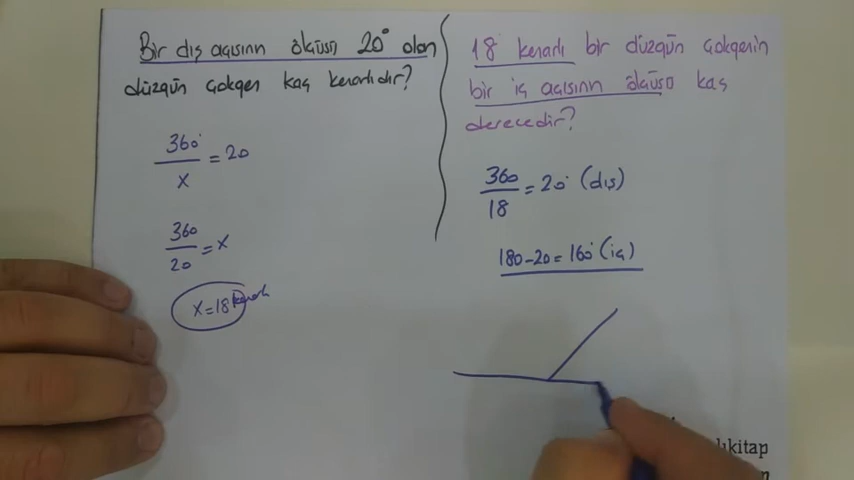 Bir dış açısının ölçüsü 20° olan
düzgün çokgen kaç kenarlıdır?
360°/x = 20
360/20 = x
x=18 kenarlı
18 kenarlı bir düzgün çokgenin
bir iç açısının ölçüsü kaç
derecedir?
360/18 = 20° (dış)
180-20=160° (iç)
kitap